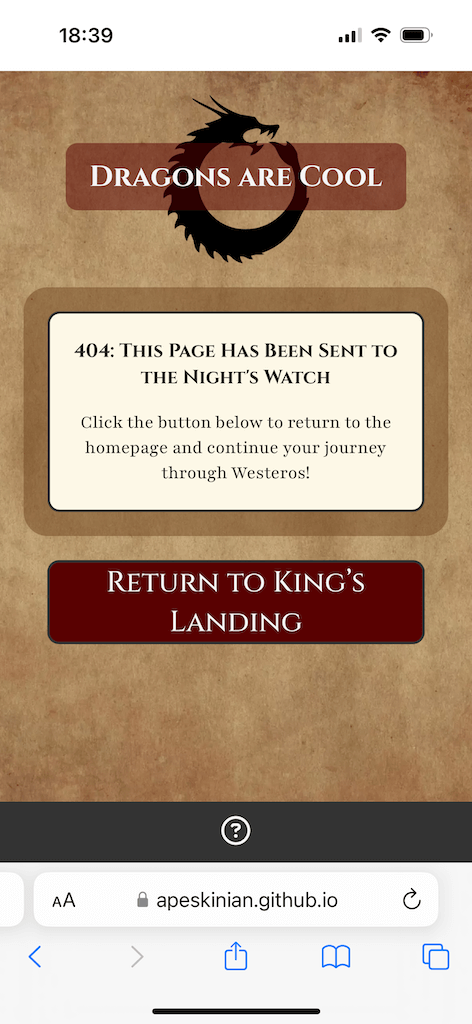 18:39
Dragons are Cool
404: This Page Has Been Sent to
the Night's Watch
Click the button below to return to the
homepage and continue your journey
through Westeros!
Return to King’s
Landing
?
AA
apeskinian.github.io